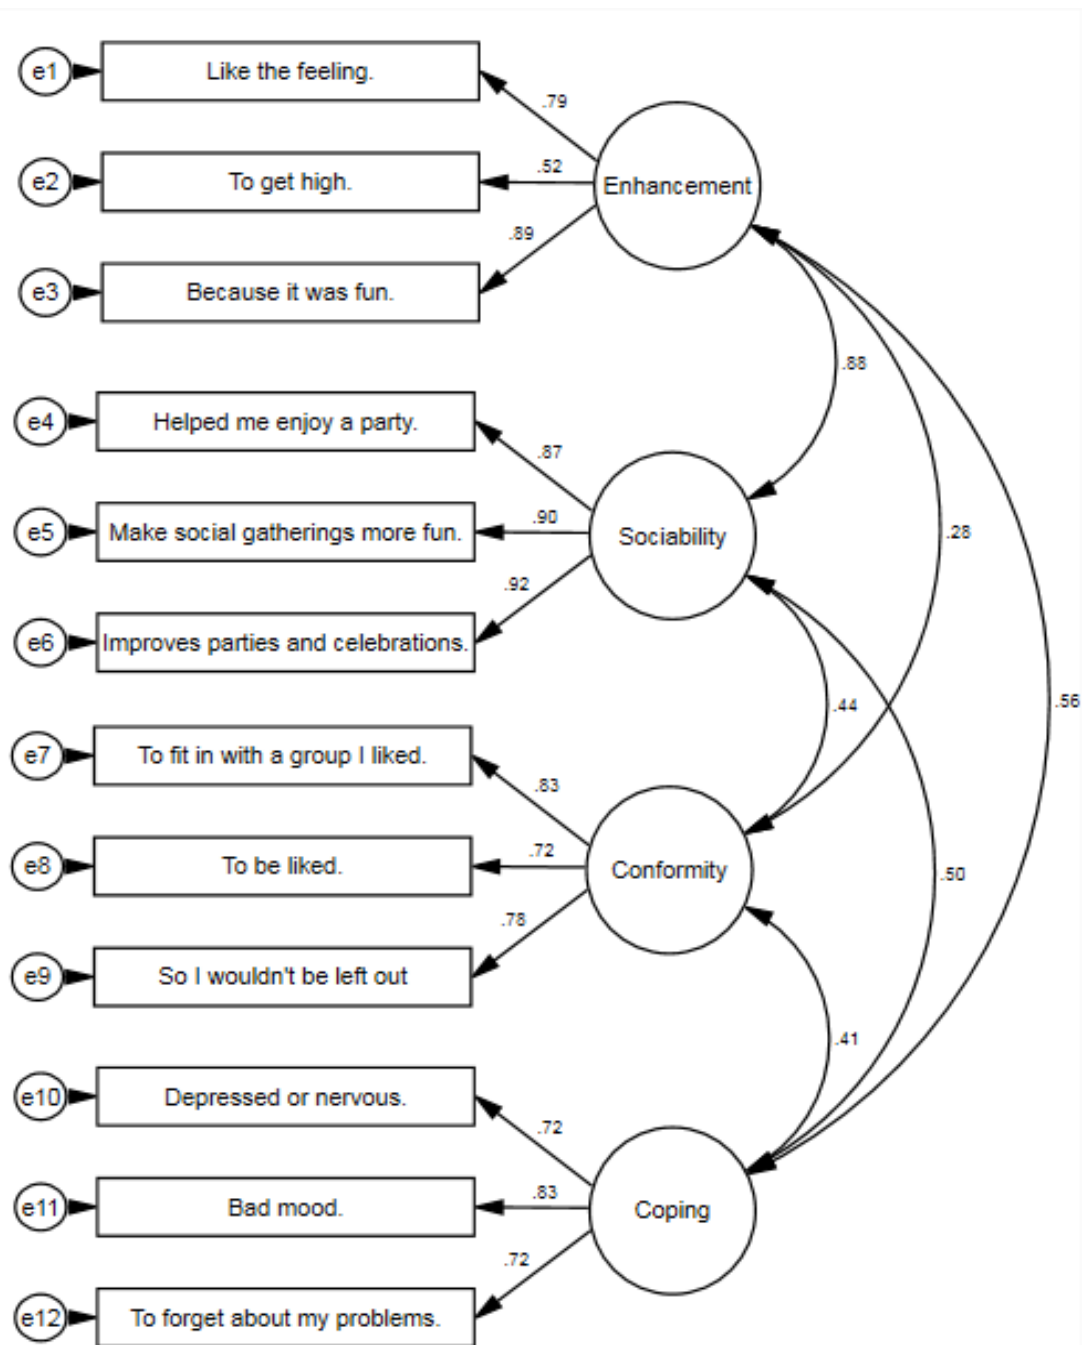 e1
Like the feeling.
.79
e2
To get high.
.52
Enhancement
e3
Because it was fun.
.89
.88
e4
Helped me enjoy a party.
.87
e5
Make social gatherings more fun.
.90
Sociability
.28
e6
Improves parties and celebrations.
.92
.44
.56
e7
To fit in with a group I liked.
.83
e8
To be liked.
.72
Conformity
.50
e9
So I wouldn't be left out
.78
.41
e10
Depressed or nervous.
.72
e11
Bad mood.
.83
Coping
e12
To forget about my problems.
.72